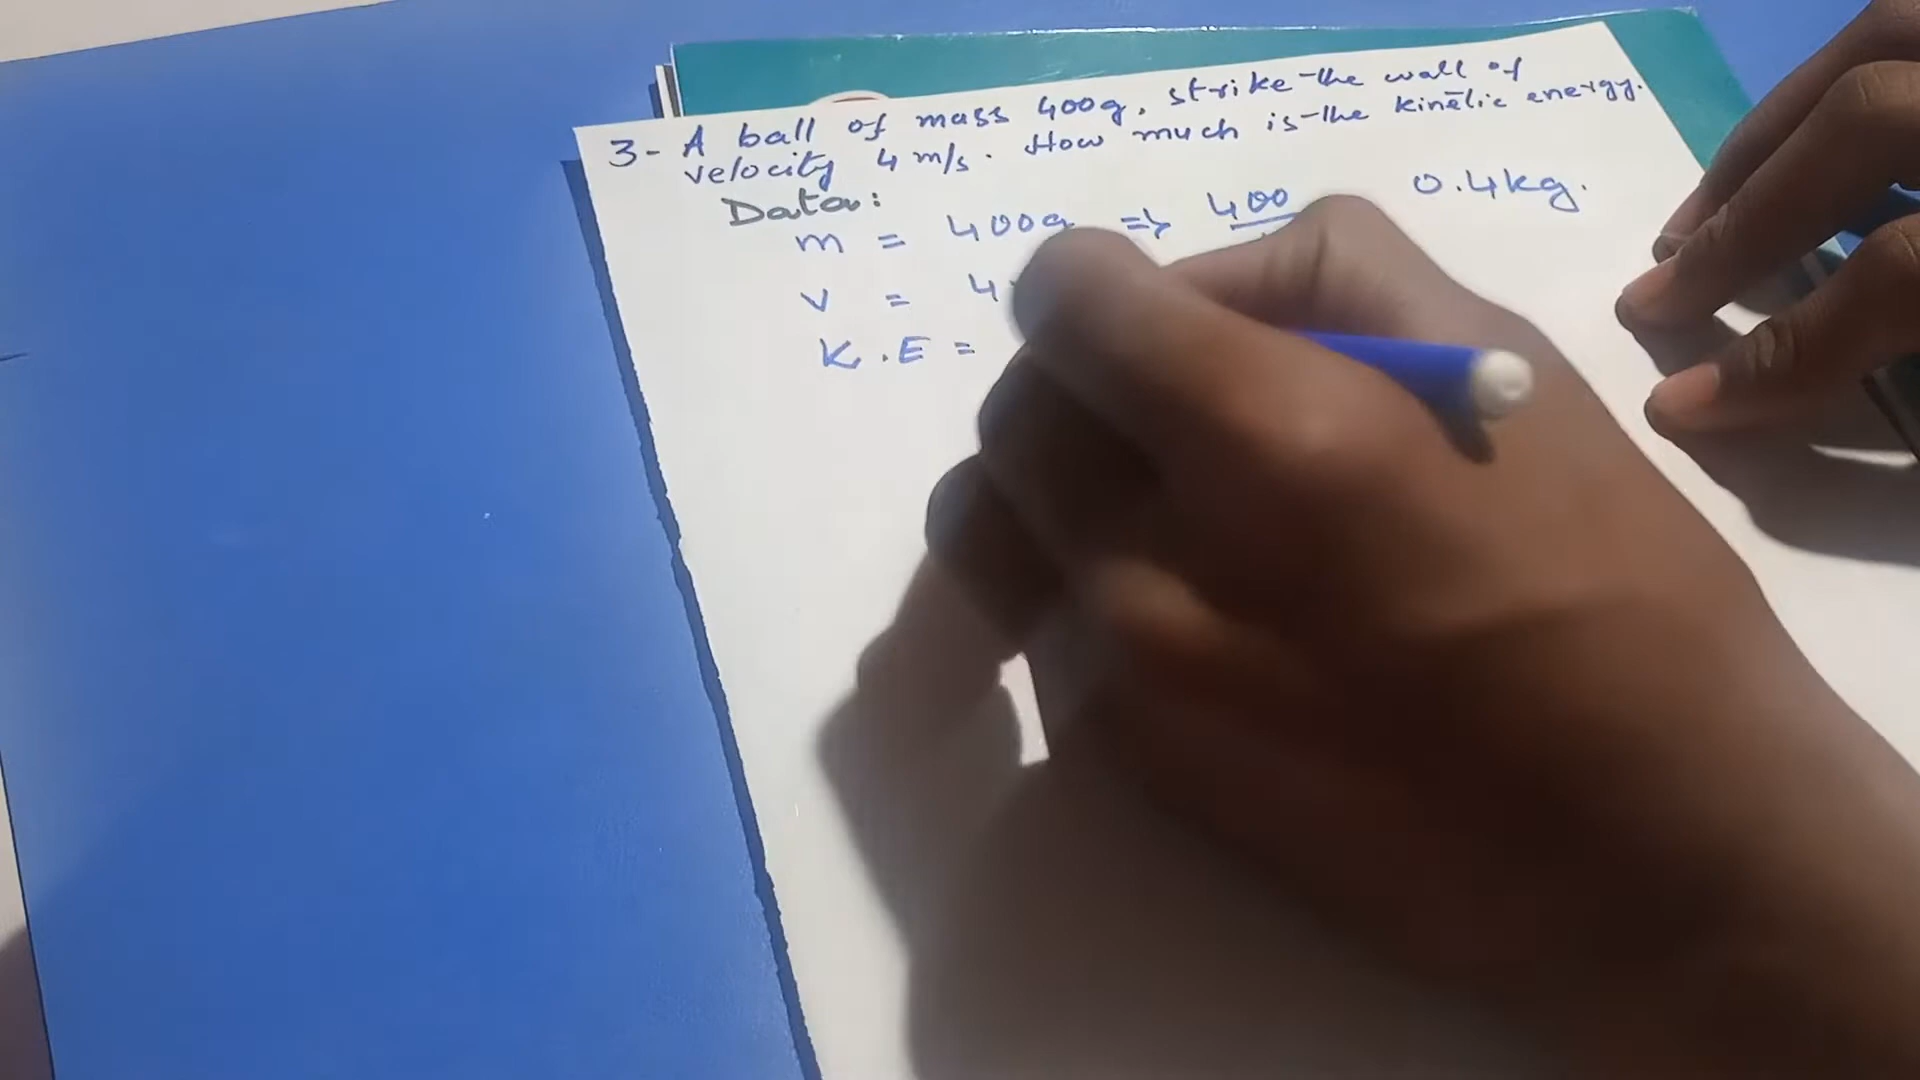 3- A ball of mass 400g, strike the wall of
velocity 4 m/s. How much is the kinetic energy.
Data:
m = 400g => 400 0.4kg.
v = 4
K.E =